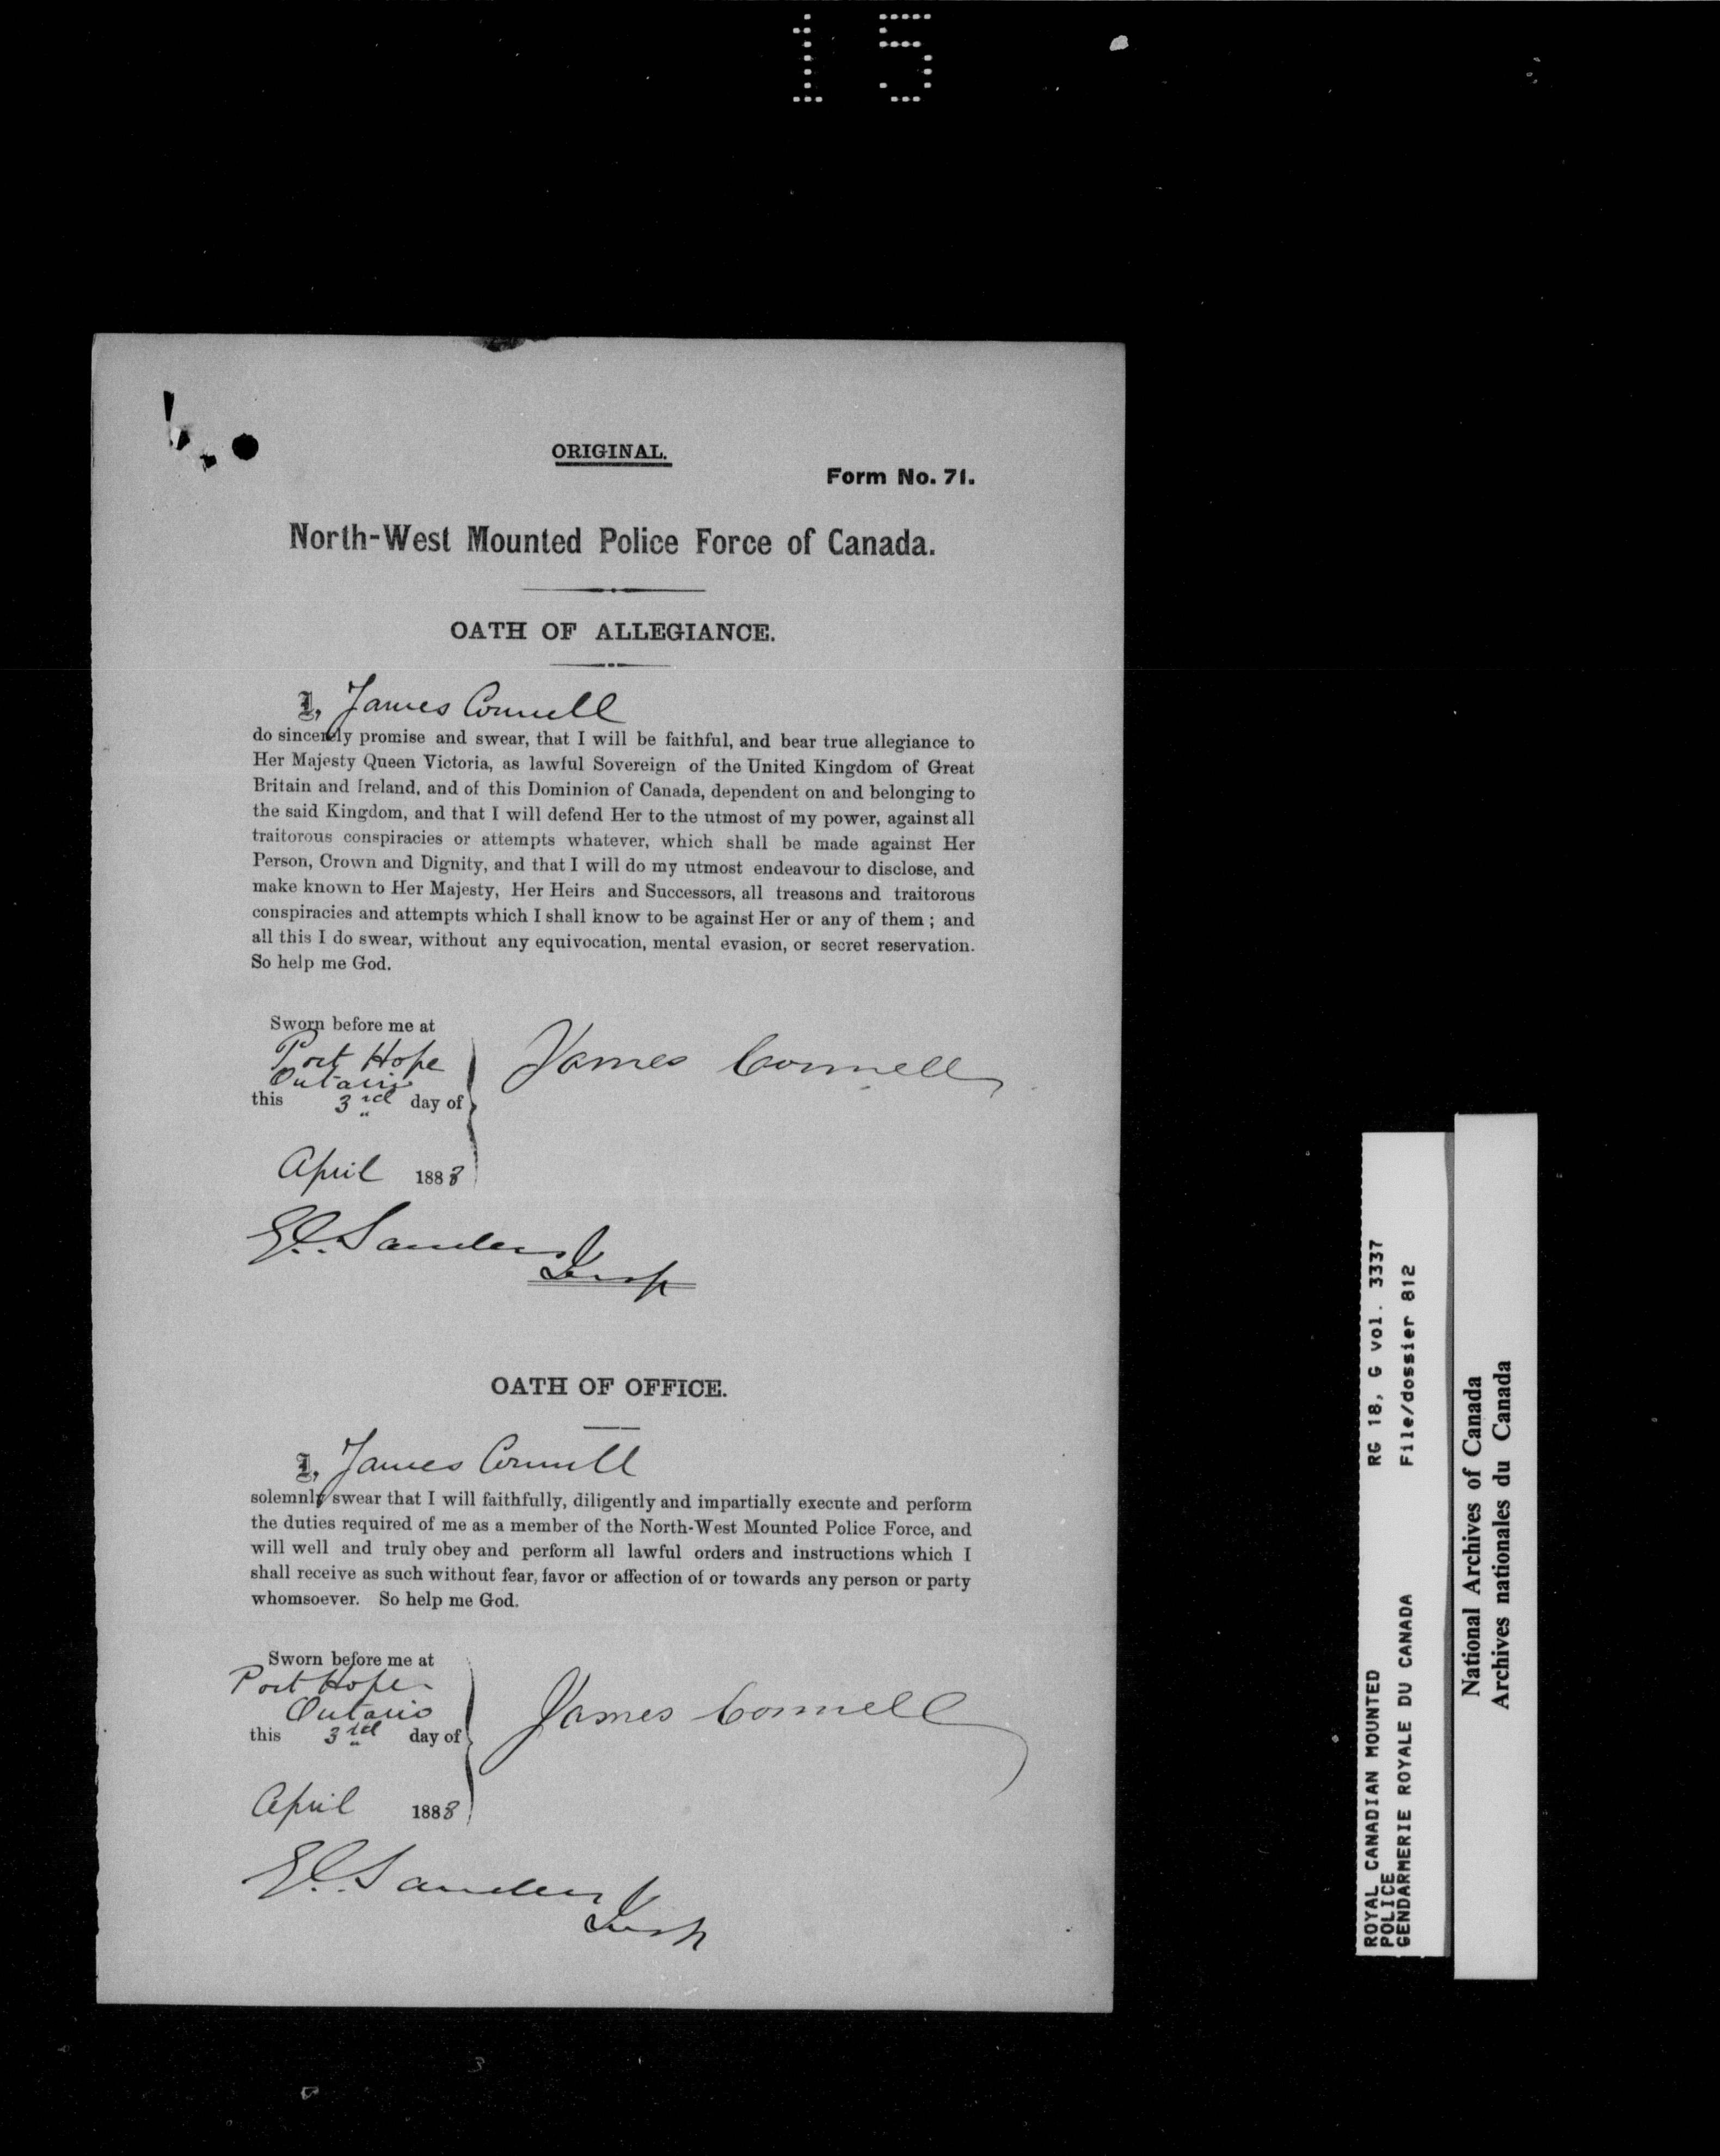 15
ORIGINAL.
Form No. 71.
North-West Mounted Police Force of Canada.
OATH OF ALLEGIANCE.
I, James Connell
do sincerely promise and swear, that I will be faithful, and bear true allegiance to
Her Majesty Queen Victoria, as lawful Sovereign of the United Kingdom of Great
Britain and Ireland, and of this Dominion of Canada, dependent on and belonging to
the said Kingdom, and that I will defend Her to the utmost of my power, against all
traitorous conspiracies or attempts whatever, which shall be made against Her
Person, Crown and Dignity, and that I will do my utmost endeavour to disclose, and
make known to Her Majesty, Her Heirs and Successors, all treasons and traitorous
conspiracies and attempts which I shall know to be against Her or any of them ; and
all this I do swear, without any equivocation, mental evasion, or secret reservation.
So help me God.
Sworn before me at
Port Hope
Ontario
this 3rd day of
James Connell
April 1888
G.E. Sanders
Insp
OATH OF OFFICE.
I, James Connell
solemnly swear that I will faithfully, diligently and impartially execute and perform
the duties required of me as a member of the North-West Mounted Police Force, and
will well and truly obey and perform all lawful orders and instructions which I
shall receive as such without fear, favor or affection of or towards any person or party
whomsoever. So help me God.
Sworn before me at
Port Hope
Ontario
this 3rd day of
James Connell
April 1888
G.E. Sanders
Insp
ROYAL CANADIAN MOUNTED RG 18, G vol. 3337
POLICE
GENDARMERIE ROYALE DU CANADA File/dossier 812
National Archives of Canada
Archives nationales du Canada